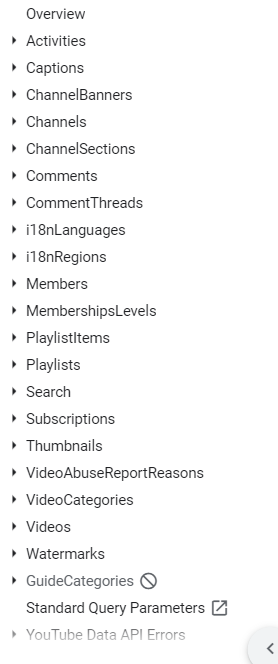 Overview
Activities
Captions
ChannelBanners
Channels
ChannelSections
Comments
CommentThreads
i18nLanguages
i18nRegions
Members
MembershipsLevels
PlaylistItems
Playlists
Search
Subscriptions
Thumbnails
VideoAbuseReportReasons
VideoCategories
Videos
Watermarks
GuideCategories
Standard Query Parameters
YouTube Data API Errors